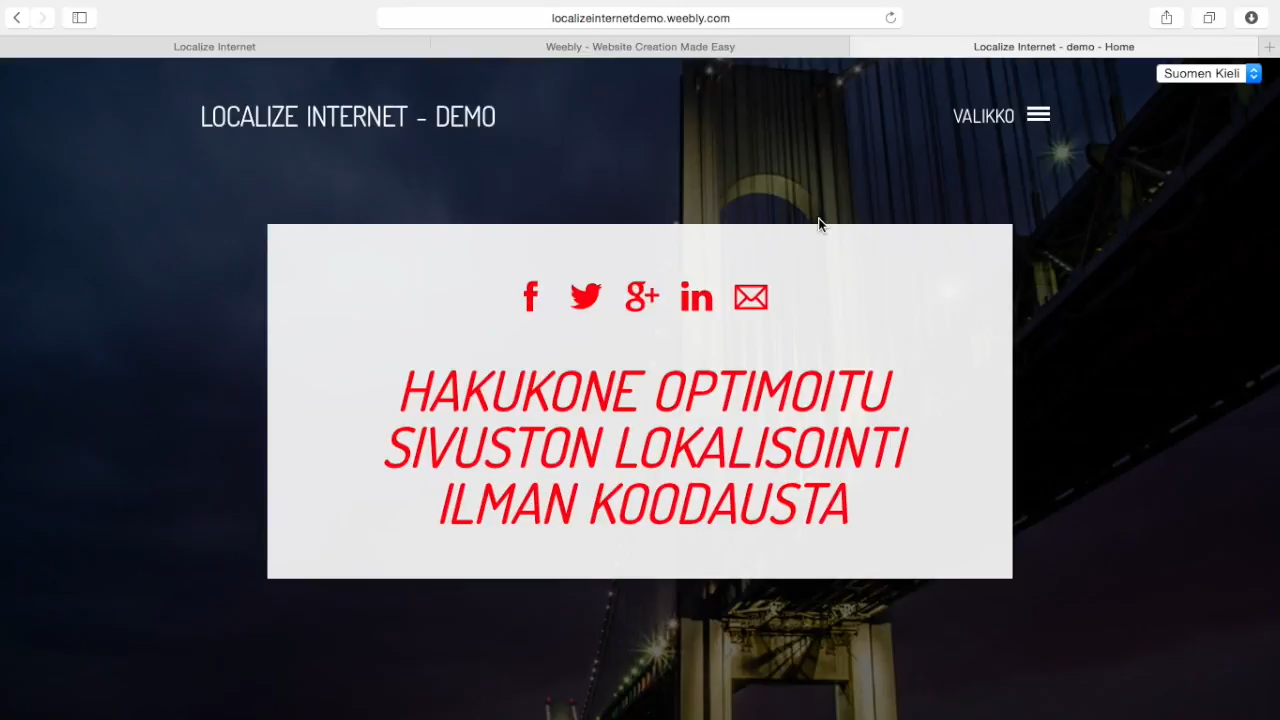 localizeinternetdemo.weebly.com
Localize Internet
Weebly - Website Creation Made Easy
Localize Internet - demo - Home
Suomen Kieli
LOCALIZE INTERNET - DEMO
VALIKKO
HAKUKONE OPTIMOITU
SIVUSTON LOKALISOINTI
ILMAN KOODAUSTA